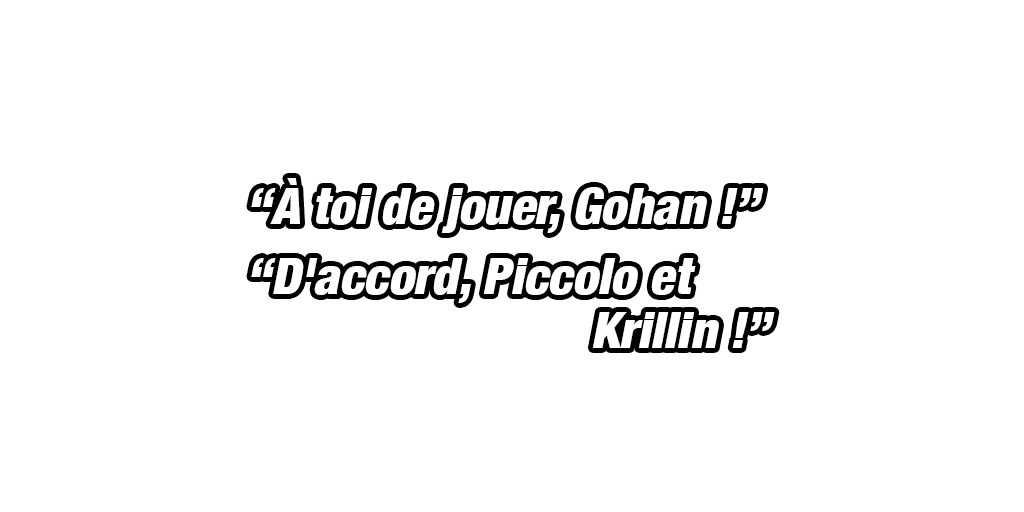 “À toi de jouer, Gohan !”
“D'accord, Piccolo et
Krillin !”